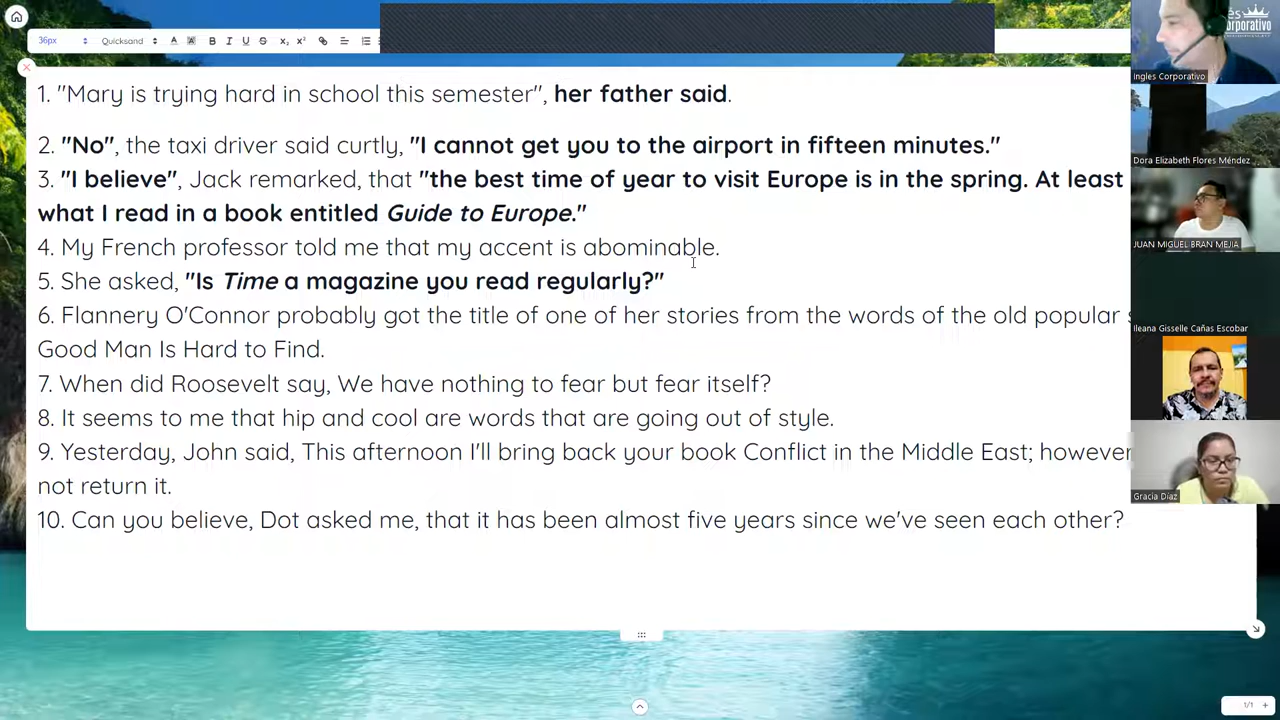 36px Quicksand A A B I U S X₂ X²
1. "Mary is trying hard in school this semester", her father said.
2. "No", the taxi driver said curtly, "I cannot get you to the airport in fifteen minutes."
3. "I believe", Jack remarked, that "the best time of year to visit Europe is in the spring. At least
what I read in a book entitled Guide to Europe."
4. My French professor told me that my accent is abominable.
5. She asked, "Is Time a magazine you read regularly?"
6. Flannery O'Connor probably got the title of one of her stories from the words of the old popular
Good Man Is Hard to Find.
7. When did Roosevelt say, We have nothing to fear but fear itself?
8. It seems to me that hip and cool are words that are going out of style.
9. Yesterday, John said, This afternoon I'll bring back your book Conflict in the Middle East; however
not return it.
10. Can you believe, Dot asked me, that it has been almost five years since we've seen each other?
Ingles Corporativo
Dora Elizabeth Flores Méndez
JUAN MIGUEL BRAN MEJIA
Ileana Gisselle Cañas Escobar
Gracia Díaz
1/1